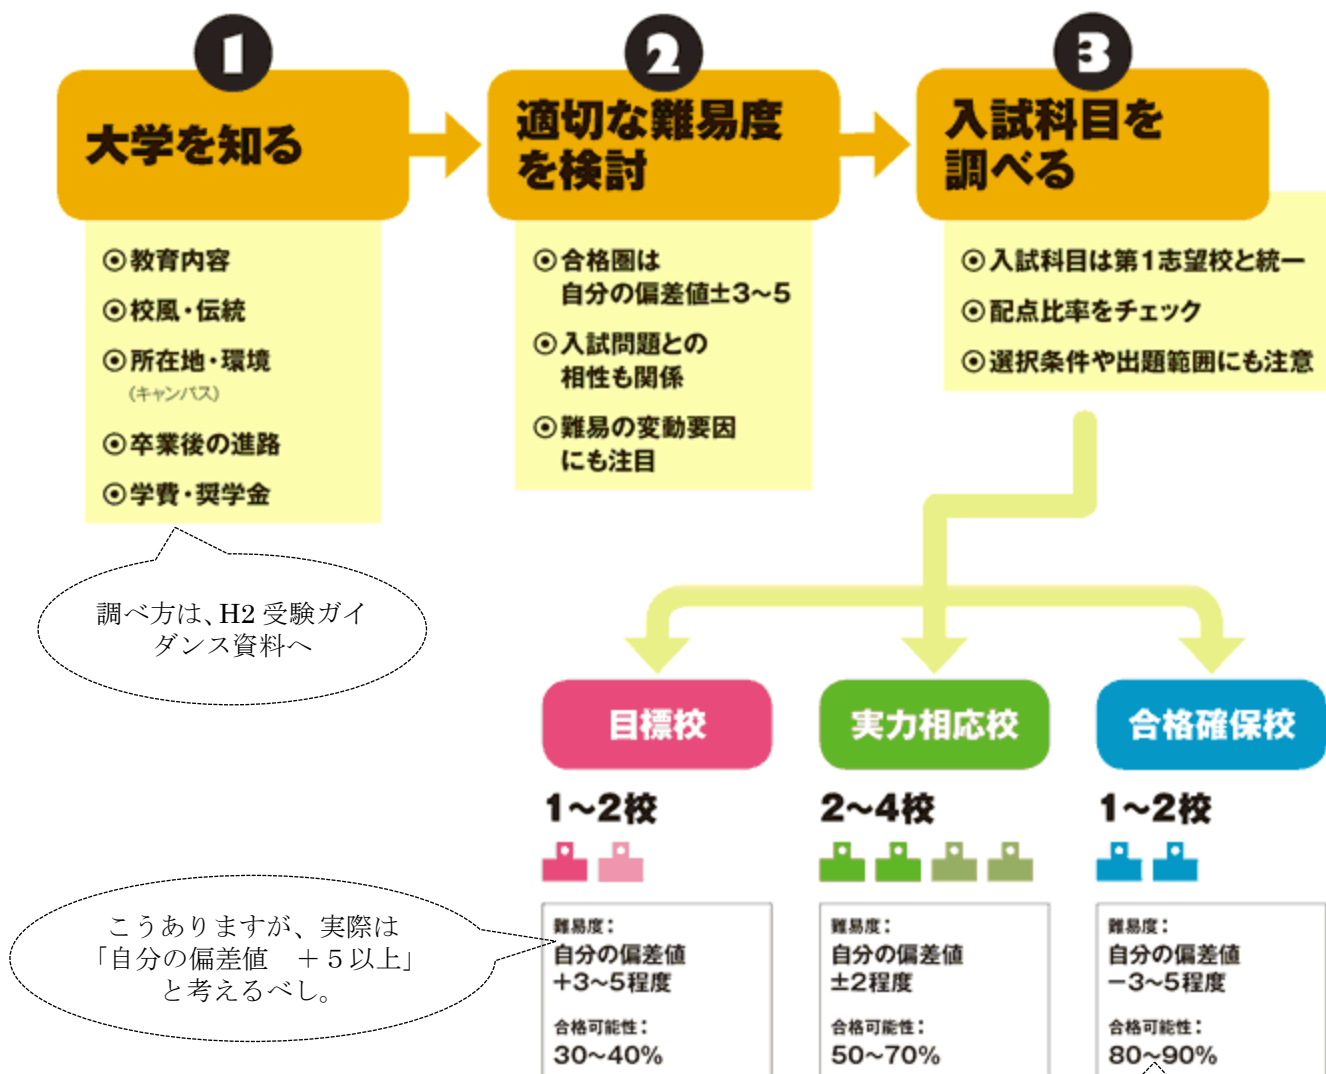 1
大学を知る
⊙教育内容
⊙校風・伝統
⊙所在地・環境
(キャンパス)
⊙卒業後の進路
⊙学費・奨学金
調べ方は、H2 受験ガイ
ダンス資料へ
2
適切な難易度
を検討
⊙合格圏は
自分の偏差値±3~5
⊙入試問題との
相性も関係
⊙難易の変動要因
にも注目
3
入試科目を
調べる
⊙入試科目は第1志望校と統一
⊙配点比率をチェック
⊙選択条件や出題範囲にも注意
目標校
1~2校
難易度:
自分の偏差値
+3~5程度
合格可能性:
30~40%
こうありますが、実際は
「自分の偏差値 +5以上」
と考えるべし。
実力相応校
2~4校
難易度:
自分の偏差値
±2程度
合格可能性:
50~70%
合格確保校
1~2校
難易度:
自分の偏差値
-3~5程度
合格可能性:
80~90%